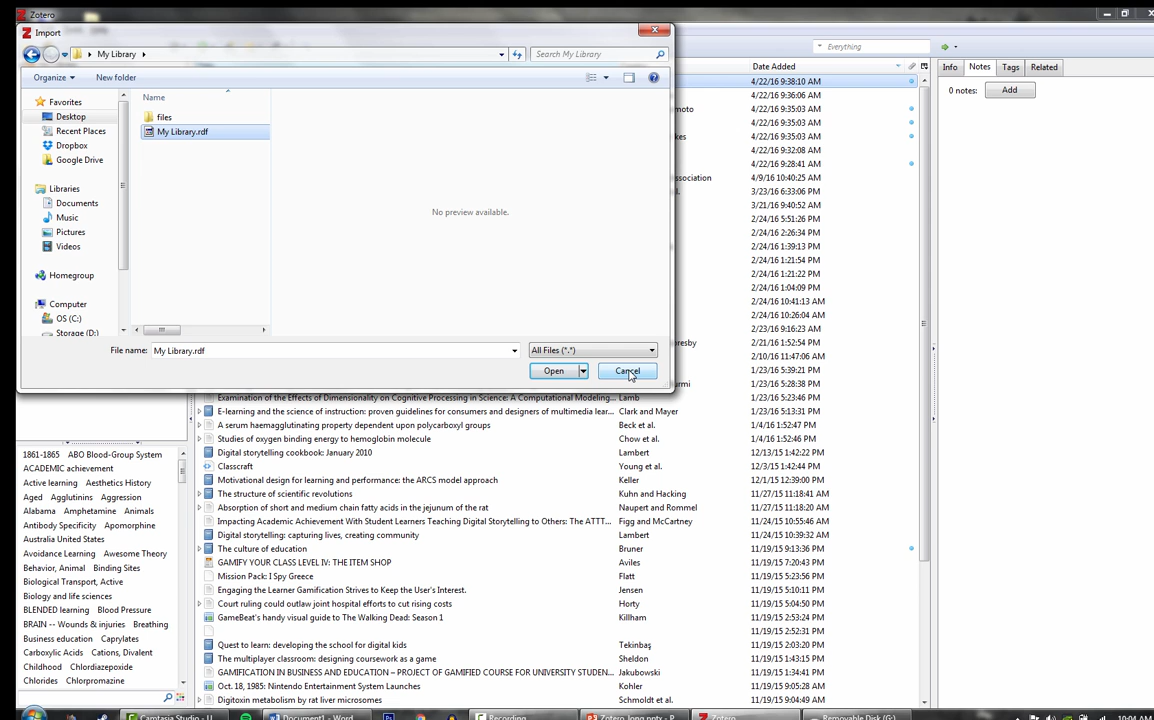 Zotero
Import
My Library
Search My Library
Organize
New folder
Everything
Date Added
Info
Notes
Tags
Related
0 notes:
Add
Favorites
Desktop
Recent Places
Dropbox
Google Drive
Libraries
Documents
Music
Pictures
Videos
Homegroup
Computer
OS (C:)
Storage (D:)
Name
files
My Library.rdf
No preview available.
File name:
My Library.rdf
All Files (*.*)
Open
Cancel
4/22/16 9:38:10 AM
4/22/16 9:36:06 AM
moto 4/22/16 9:35:03 AM
4/22/16 9:35:03 AM
kes 4/22/16 9:35:03 AM
4/22/16 9:32:08 AM
4/22/16 9:28:41 AM
ssociation 4/9/16 10:40:25 AM
l. 3/23/16 6:33:06 PM
3/21/16 9:40:52 AM
2/24/16 5:51:26 PM
2/24/16 2:26:34 PM
2/24/16 1:39:13 PM
2/24/16 1:21:54 PM
2/24/16 1:21:22 PM
2/24/16 1:04:09 PM
2/24/16 10:41:13 AM
2/24/16 10:26:04 AM
2/23/16 9:16:23 AM
oresby 2/21/16 1:52:54 PM
2/10/16 11:47:06 AM
1/23/16 6:54:38 PM
urmi 1/23/16 5:28:38 PM
Examination of the Effects of Dimensionality on Cognitive Processing in Science: A Computational Modeling... Lamb 1/23/16 5:23:46 PM
E-learning and the science of instruction: proven guidelines for consumers and designers of multimedia lear... Clark and Mayer 1/23/16 5:13:31 PM
A serum haemagglutinating property dependent upon polycarboxyl groups Beck et al. 1/4/16 1:52:47 PM
Studies of oxygen binding energy to hemoglobin molecule Chow et al. 1/4/16 1:52:46 PM
Digital storytelling cookbook: January 2010 Lambert 12/13/15 1:42:22 PM
Classcraft Young et al. 12/3/15 1:42:44 PM
Motivational design for learning and performance: the ARCS model approach Keller 12/1/15 12:39:00 PM
The structure of scientific revolutions Kuhn and Hacking 11/27/15 11:18:41 AM
Absorption of short and medium chain fatty acids in the jejunum of the rat Naupert and Rommel 11/27/15 11:18:20 AM
Impacting Academic Achievement With Student Learners Teaching Digital Storytelling to Others: The ATTT... Figg and McCartney 11/24/15 10:55:46 AM
Digital storytelling: capturing lives, creating community Lambert 11/24/15 10:39:32 AM
The culture of education Bruner 11/19/15 9:13:36 PM
GAMIFY YOUR CLASS LEVEL IV: THE ITEM SHOP Aviles 11/19/15 7:20:43 PM
Mission Pack: I Spy Greece Flatt 11/19/15 5:21:41 PM
Engaging the Learner Gamification Strives to Keep the User's Interest. Jensen 11/19/15 5:10:11 PM
Court ruling could outlaw joint hospital efforts to cut rising costs Horty 11/19/15 5:04:50 PM
GameBeat's handy visual guide to The Walking Dead: Season 1 Killham 11/19/15 2:53:24 PM
11/19/15 2:52:31 PM
Quest to learn: developing the school for digital kids Tekinbaş 11/19/15 2:03:20 PM
The multiplayer classroom: designing coursework as a game Sheldon 11/19/15 1:43:15 PM
GAMIFICATION IN BUSINESS AND EDUCATION – PROJECT OF GAMIFIED COURSE FOR UNIVERSITY STUDEN... Jakubowski 11/19/15 1:34:21 PM
Oct. 18, 1985: Nintendo Entertainment System Launches Kohler 11/19/15 9:05:28 AM
Digitoxin metabolism by rat liver microsomes Schmoldt et al. 11/19/15 9:04:30 AM
1861-1865 ABO Blood-Group System
ACADEMIC achievement
Active learning Aesthetics History
Aged Agglutinins Aggression
Alabama Amphetamine Animals
Antibody Specificity Apomorphine
Australia United States
Avoidance Learning Awesome Theory
Behavior, Animal Binding Sites
Biological Transport, Active
Biology and life sciences
BLENDED learning Blood Pressure
BRAIN -- Wounds & injuries Breathing
Business education Caprylates
Carboxylic Acids Cations, Divalent
Childhood Chlordiazepoxide
Chlorides Chlorpromazine
Camtasia Studio - U...
Document1 - Word
Recording...
Zotero long.pptx - P...
Zotero
Removable Disk (G:)
10:04 AM